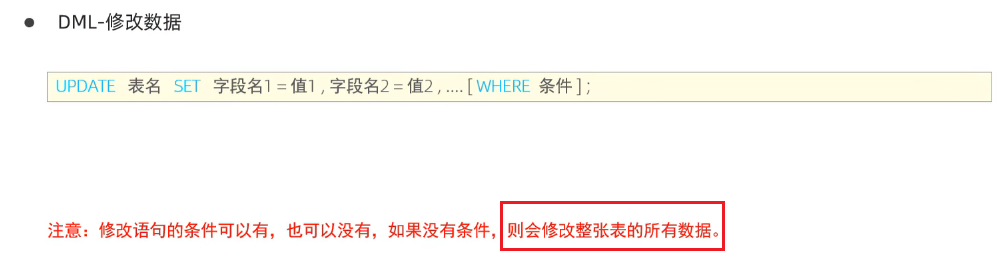 ● DML-修改数据
UPDATE 表名 SET 字段名1 = 值1 , 字段名2 = 值2 , .... [ WHERE 条件 ] ;
注意：修改语句的条件可以有，也可以没有，如果没有条件，则会修改整张表的所有数据。